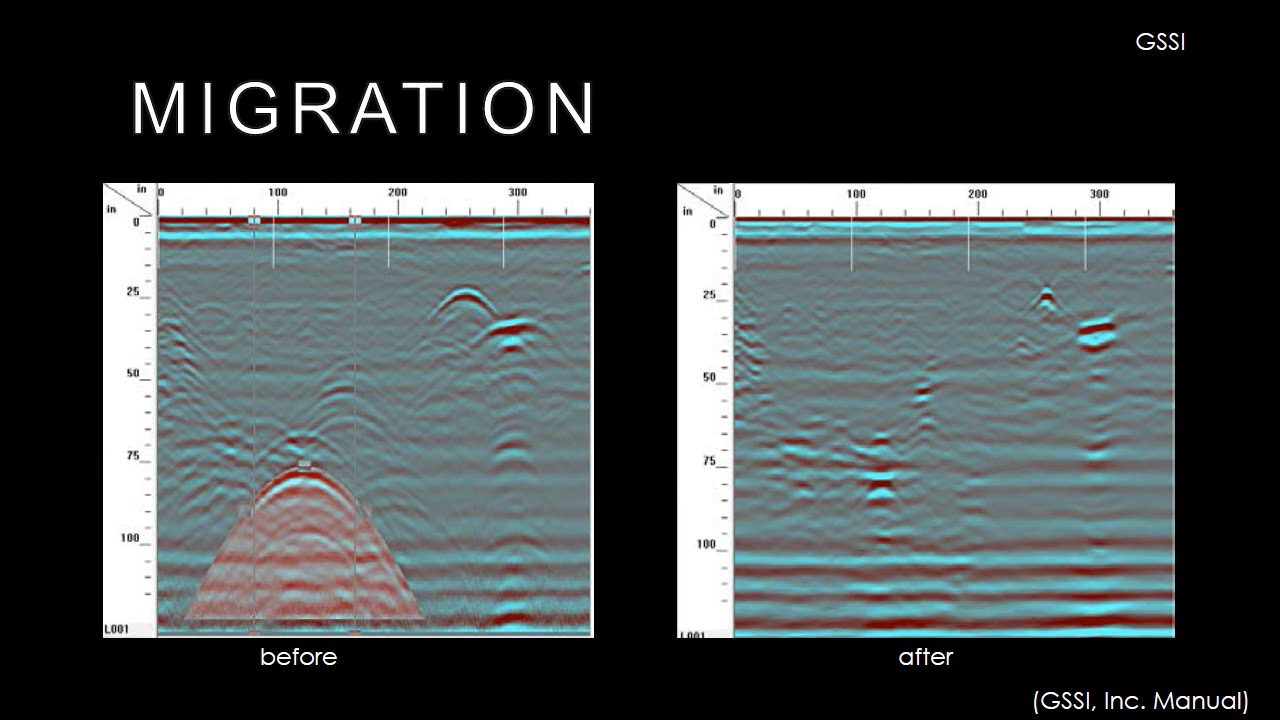 GSSI
MIGRATION
in
0 100 200 300
in
0
25
50
75
100
L001
in
0 100 200 300
in
0
25
50
75
100
L001
before
after
(GSSI, Inc. Manual)